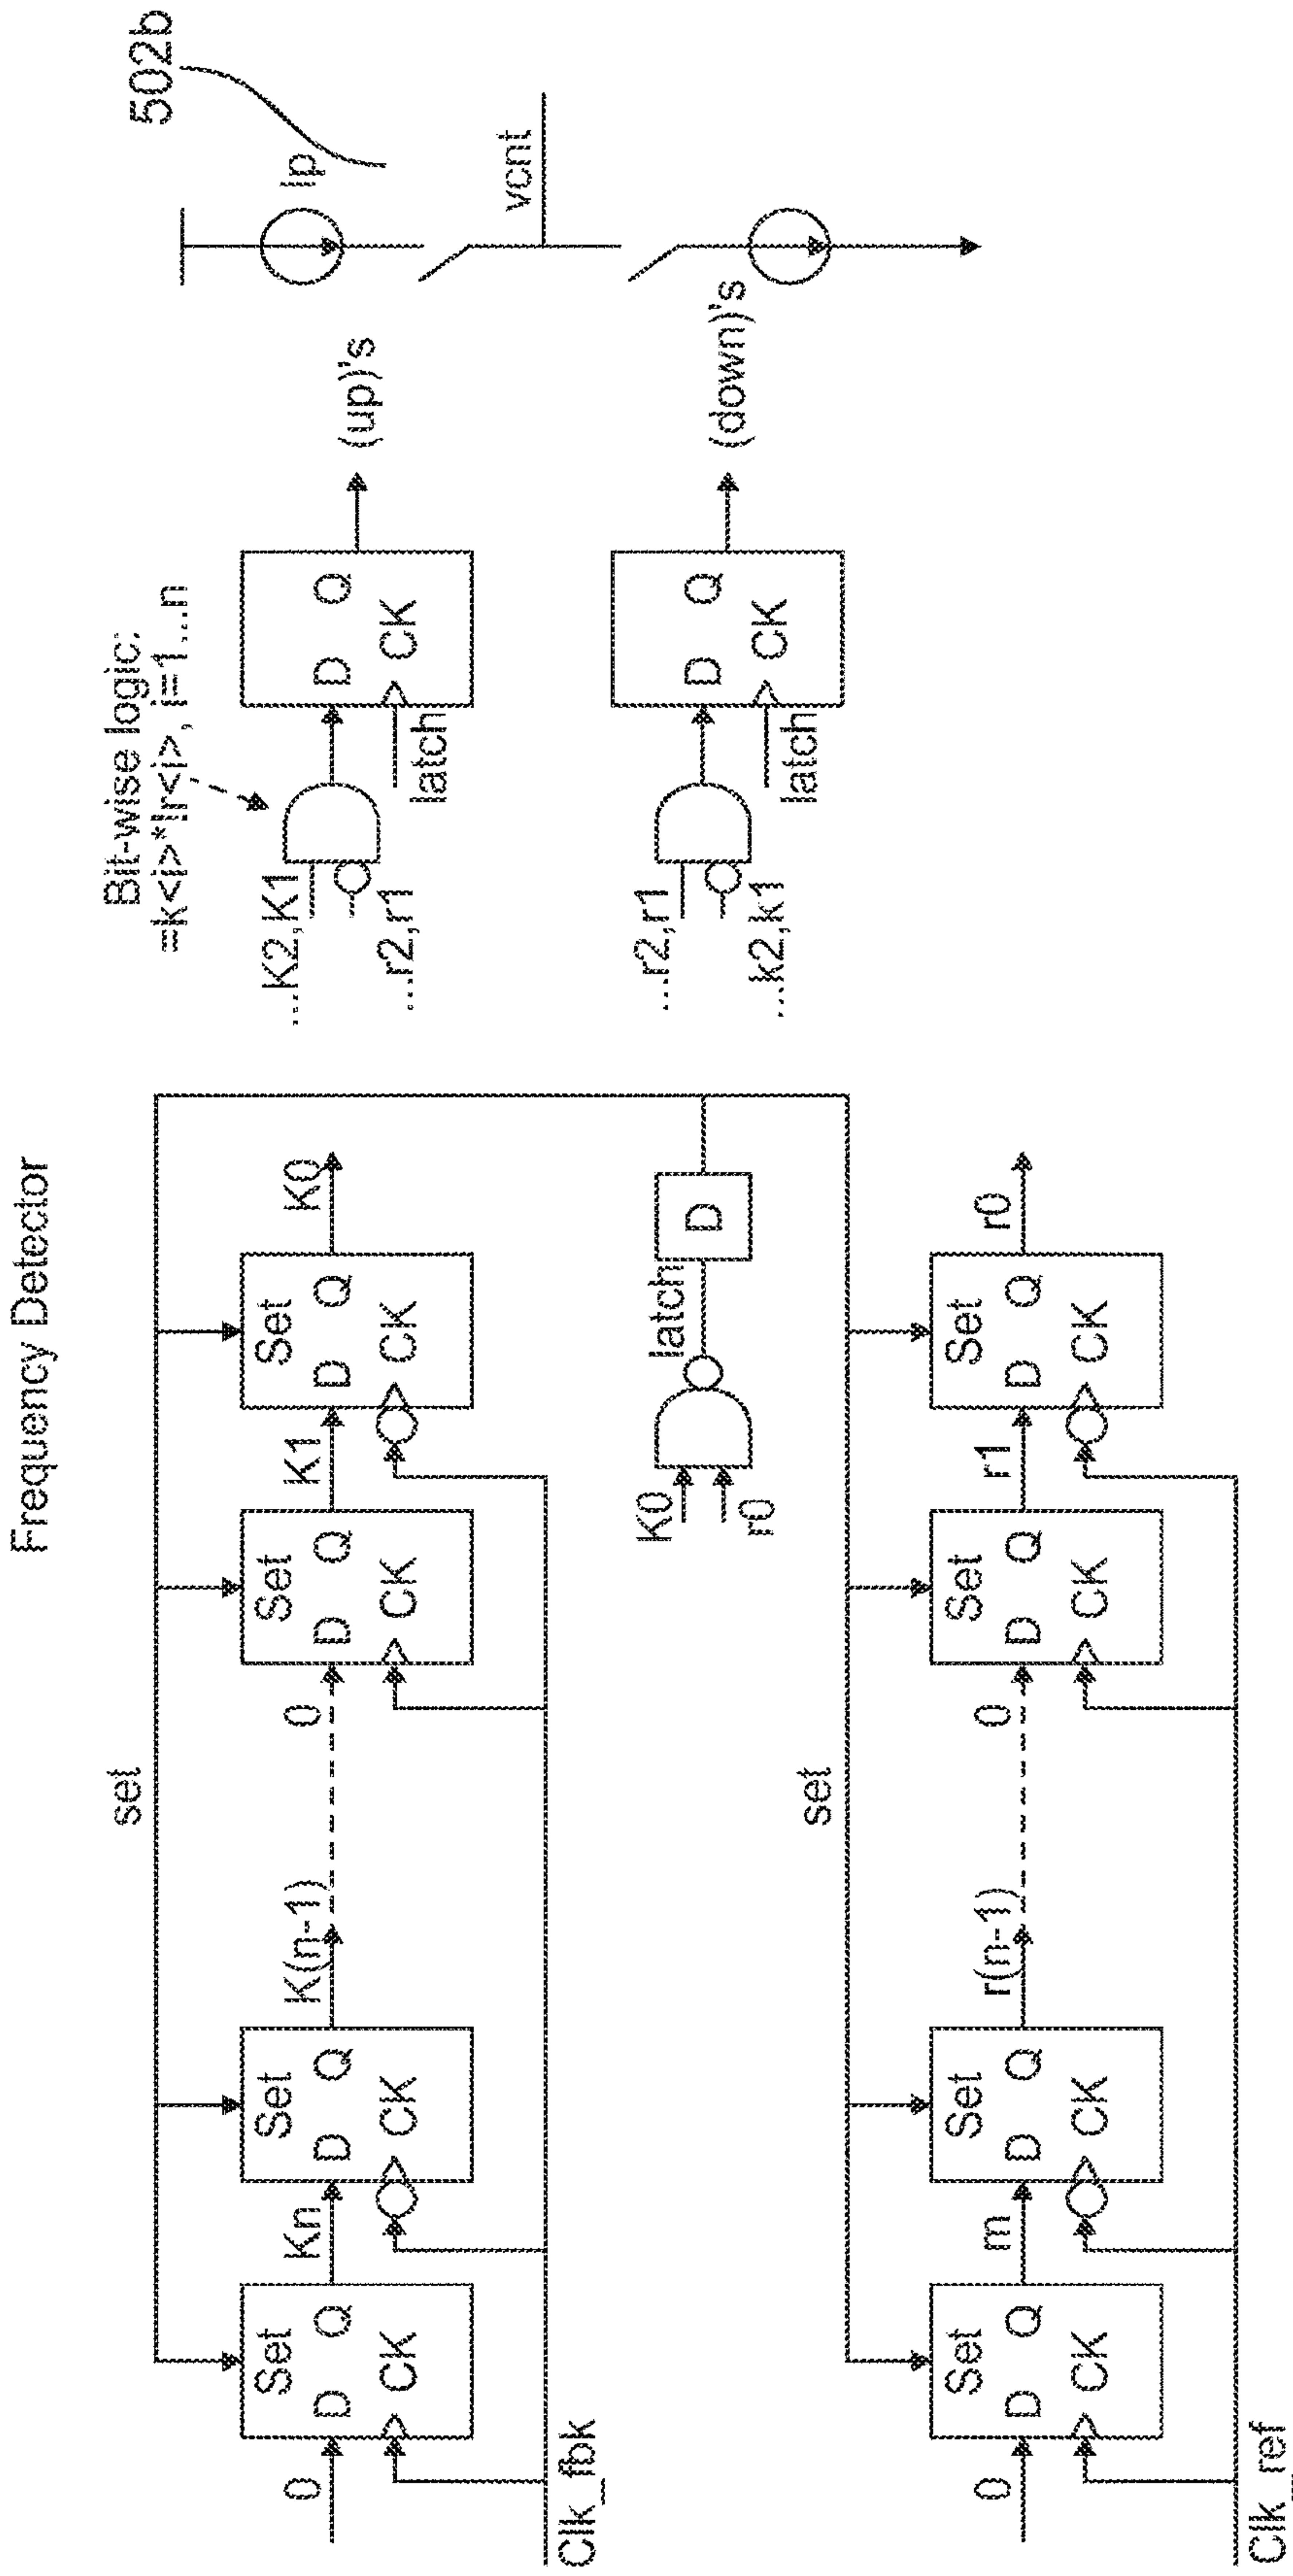 Frequency Detector
502b
set
Set
D Q
CK
Set
D Q
CK
Set
D Q
CK
Set
D Q
CK
0
Kn
K(n-1)
0
K1
K0
Clk_fbk
K0
r0
latch
D
set
Set
D Q
CK
Set
D Q
CK
Set
D Q
CK
Set
D Q
CK
0
rn
r(n-1)
0
r1
r0
Clk_ref
Bit-wise logic:
=k<i>*!r<i>, i=1...n
...K2,K1
...r2,r1
latch
D Q
CK
(up)'s
...r2,r1
...k2,k1
latch
D Q
CK
(down)'s
Ip
vcnt